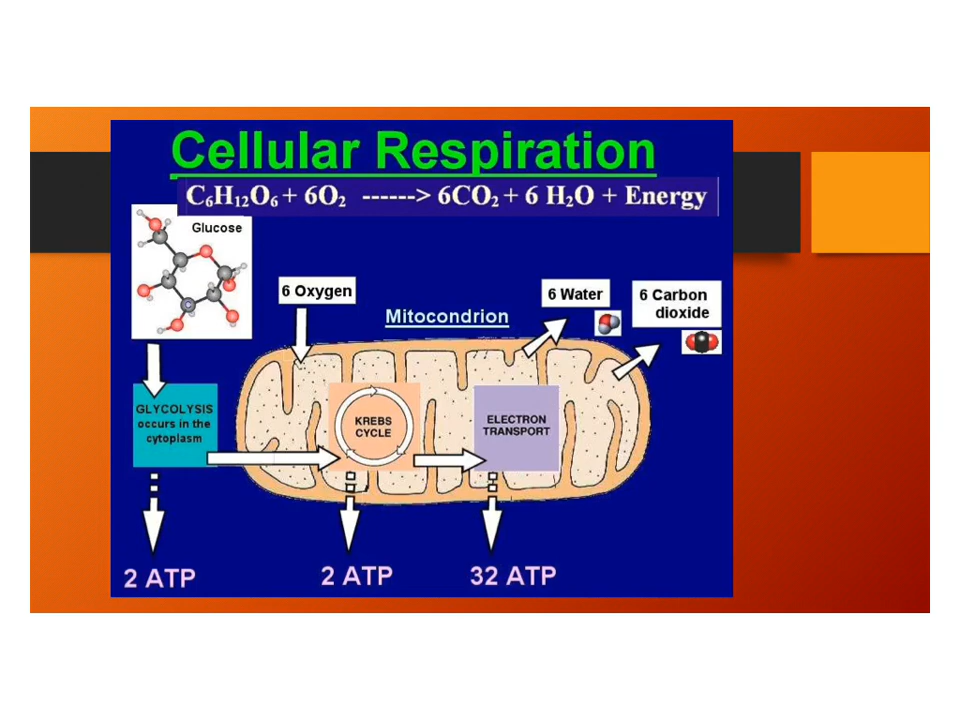 Cellular Respiration
C₆H₁₂O₆ + 6O₂ ------> 6CO₂ + 6 H₂O + Energy
Glucose
6 Oxygen
6 Water
6 Carbon
dioxide
Mitocondrion
GLYCOLYSIS
occurs in the
cytoplasm
KREBS
CYCLE
ELECTRON
TRANSPORT
2 ATP
2 ATP
32 ATP